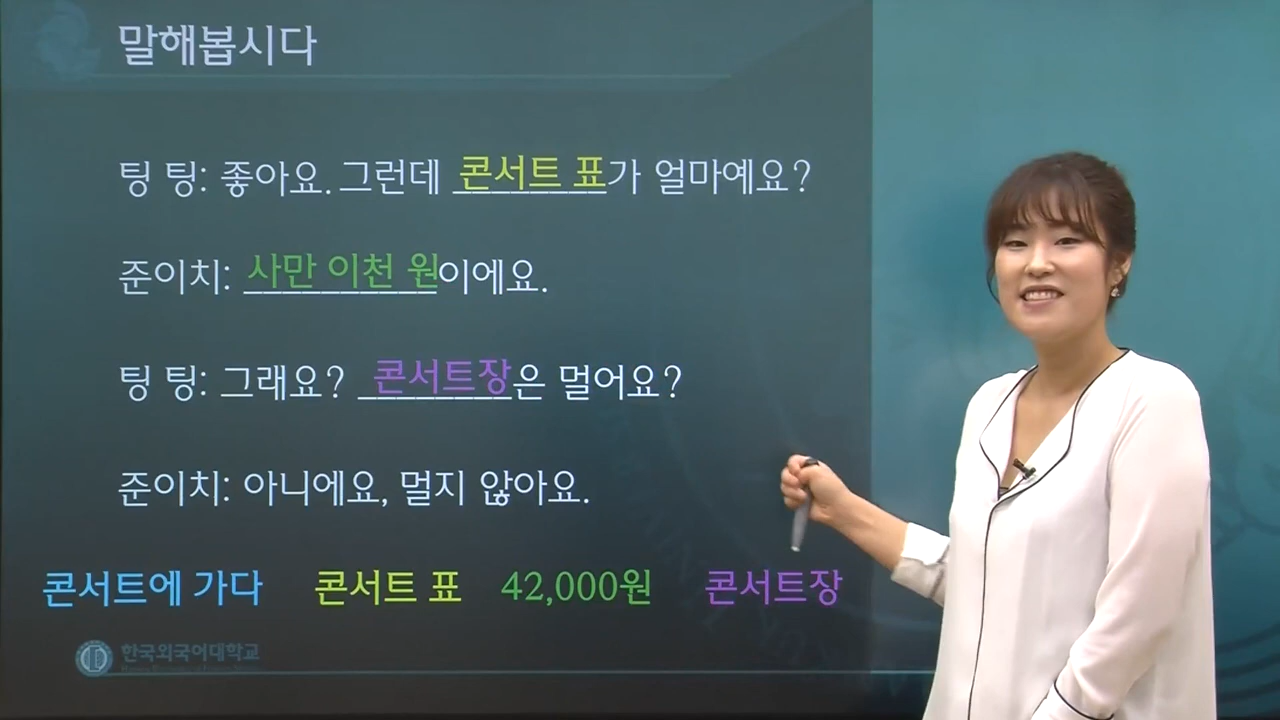 말해봅시다
팅 팅: 좋아요. 그런데 콘서트 표가 얼마예요?
준이치: 사만 이천 원이에요.
팅 팅: 그래요? 콘서트장은 멀어요?
준이치: 아니에요, 멀지 않아요.
콘서트에 가다 콘서트 표 42,000원 콘서트장
한국외국어대학교